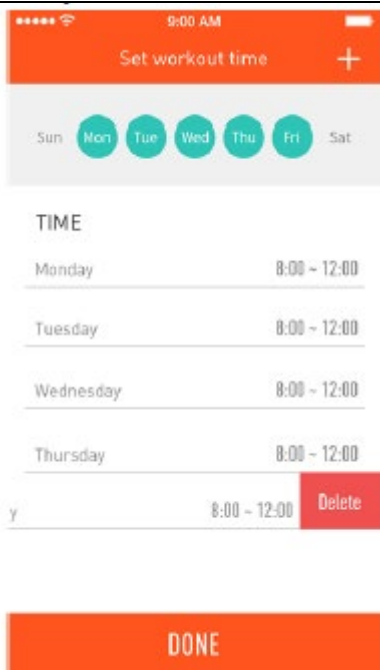 9:00 AM
Set workout time +
Sun Mon Tue Wed Thu Fri Sat
TIME
Monday 8:00 ~ 12:00
Tuesday 8:00 ~ 12:00
Wednesday 8:00 ~ 12:00
Thursday 8:00 ~ 12:00
y 8:00 ~ 12:00 Delete
DONE